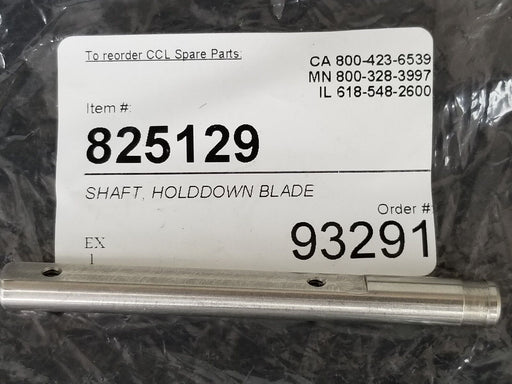 To reorder CCL Spare Parts:
CA 800-423-6539
MN 800-328-3997
IL 618-548-2600
Item #:
825129
SHAFT, HOLDDOWN BLADE
Order #:
93291
EX
1